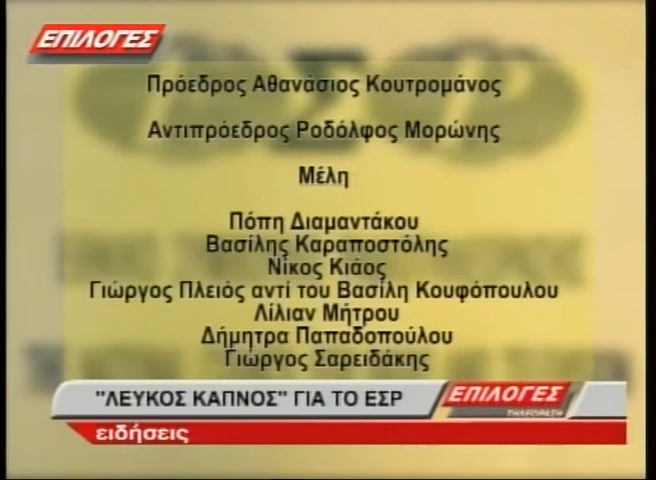 ΕΠΙΛΟΓΕΣ
Πρόεδρος Αθανάσιος Κουτρομάνος
Αντιπρόεδρος Ροδόλφος Μορώνης
Μέλη
Πόπη Διαμαντάκου
Βασίλης Καραποστόλης
Νίκος Κιάος
Γιώργος Πλειός αντί του Βασίλη Κουφόπουλου
Λίλιαν Μήτρου
Δήμητρα Παπαδοπούλου
Γιώργος Σαρειδάκης
"ΛΕΥΚΟΣ ΚΑΠΝΟΣ" ΓΙΑ ΤΟ ΕΣΡ
ΕΠΙΛΟΓΕΣ
ΤΗΛΕΟΡΑΣΗ
ειδήσεις